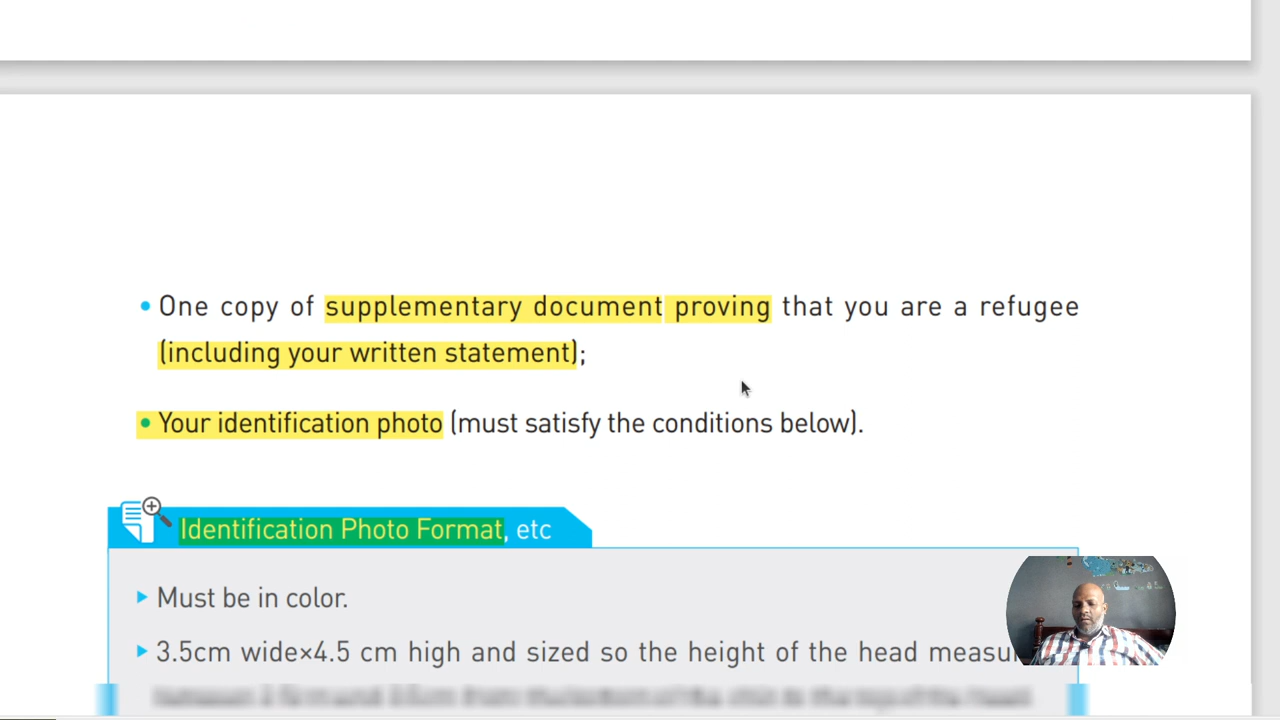 • One copy of supplementary document proving that you are a refugee
(including your written statement);
• Your identification photo (must satisfy the conditions below).
Identification Photo Format, etc
Must be in color.
3.5cm wide×4.5 cm high and sized so the height of the head